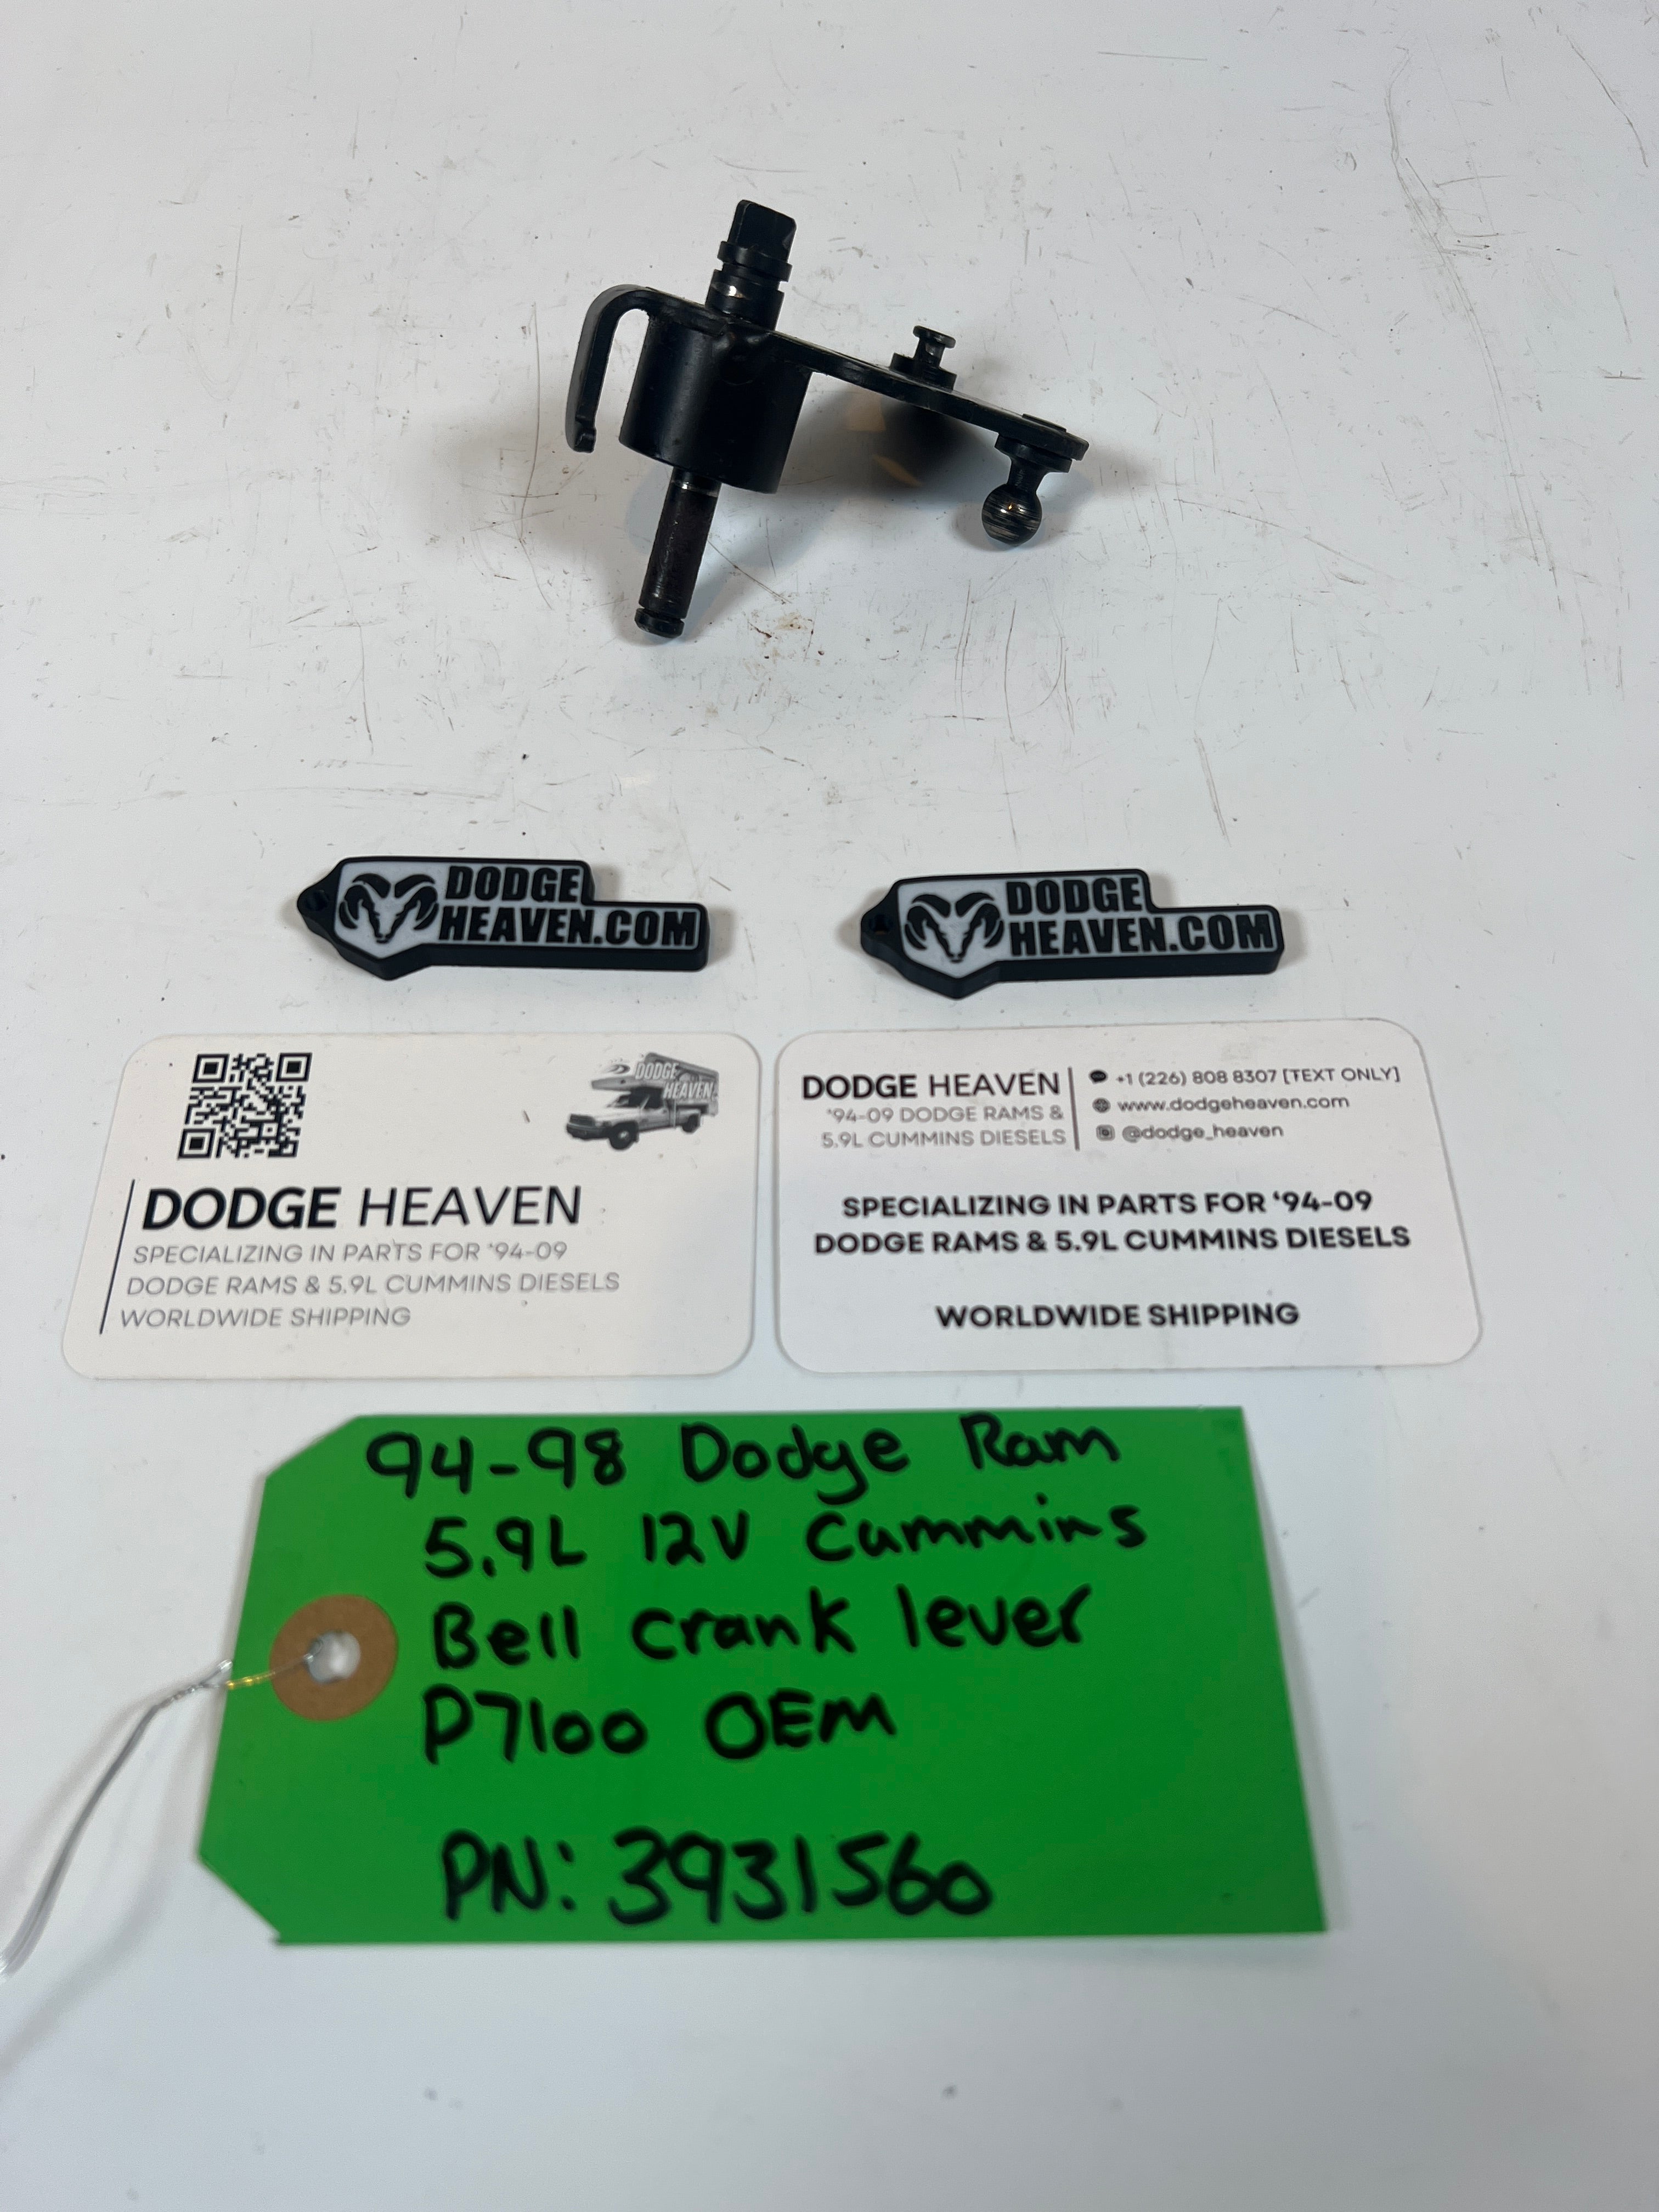 DODGE
HEAVEN.COM
DODGE
HEAVEN.COM
DODGE
HEAVEN
DODGE HEAVEN
SPECIALIZING IN PARTS FOR '94-09
DODGE RAMS & 5.9L CUMMINS DIESELS
WORLDWIDE SHIPPING
DODGE HEAVEN
'94-09 DODGE RAMS &
5.9L CUMMINS DIESELS
+1 (226) 808 8307 [TEXT ONLY]
www.dodgeheaven.com
@dodge_heaven
SPECIALIZING IN PARTS FOR '94-09
DODGE RAMS & 5.9L CUMMINS DIESELS
WORLDWIDE SHIPPING
94-98 Dodge Ram
5.9L 12V Cummins
Bell crank lever
P7100 OEM
PN: 3931560